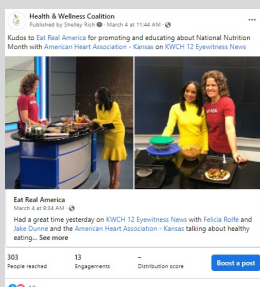 Health & Wellness Coalition
Published by Shelley Rich · March 4 at 11:44 AM ·
Kudos to Eat Real America for promoting and educating about National Nutrition
Month with American Heart Association - Kansas on KWCH 12 Eyewitness News
Eat Real America
March 4 at 9:34 AM ·
Had a great time yesterday on KWCH 12 Eyewitness News with Felicia Rolfe and
Jake Dunne and the American Heart Association - Kansas talking about healthy
eating... See more
303
People reached
13
Engagements
–
Distribution score
Boost a post